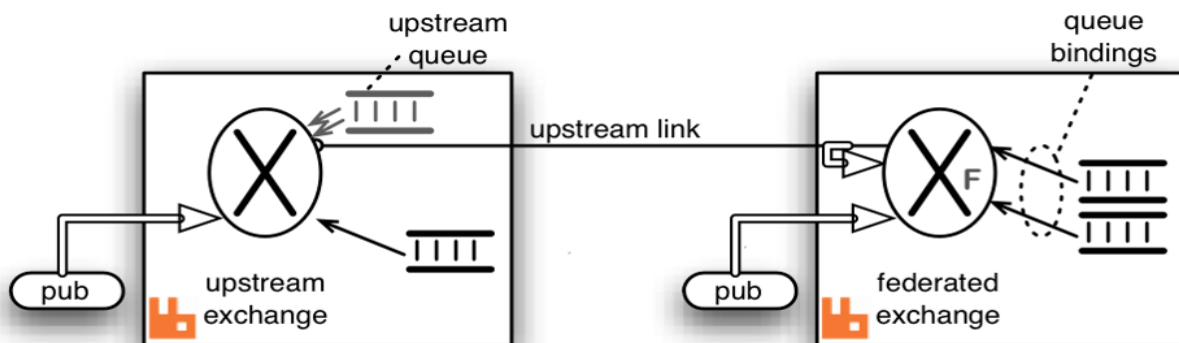 upstream
queue
queue
bindings
upstream link
F
pub
upstream
exchange
pub
federated
exchange